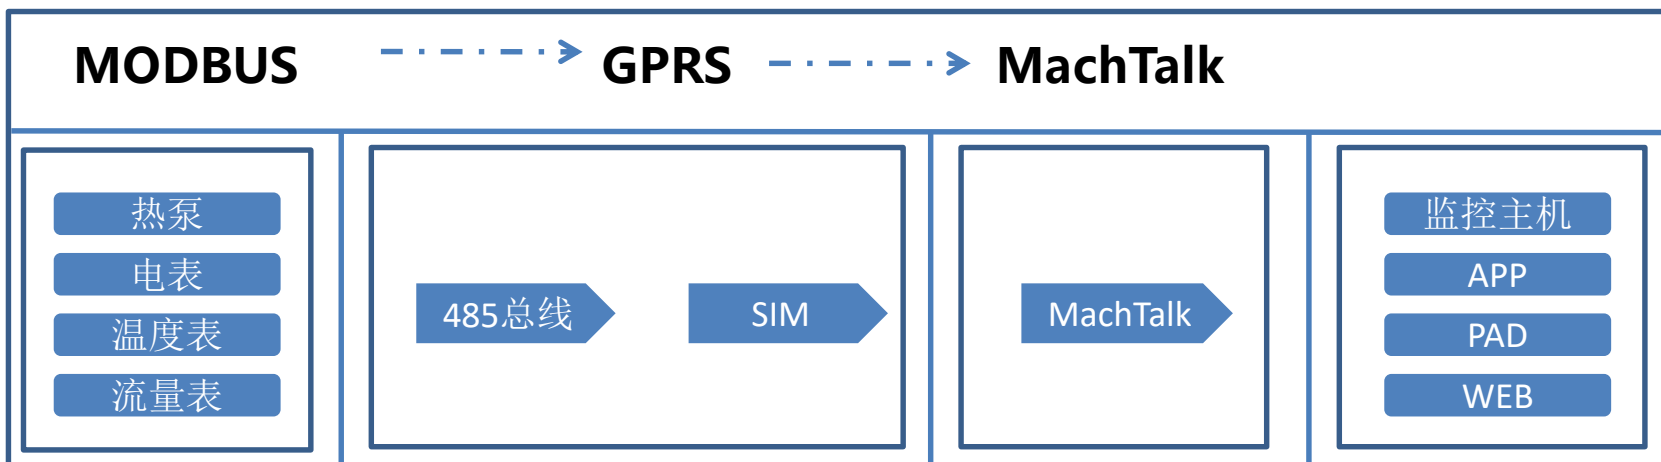 MODBUS
GPRS
MachTalk
热泵
电表
温度表
流量表
485总线
SIM
MachTalk
监控主机
APP
PAD
WEB